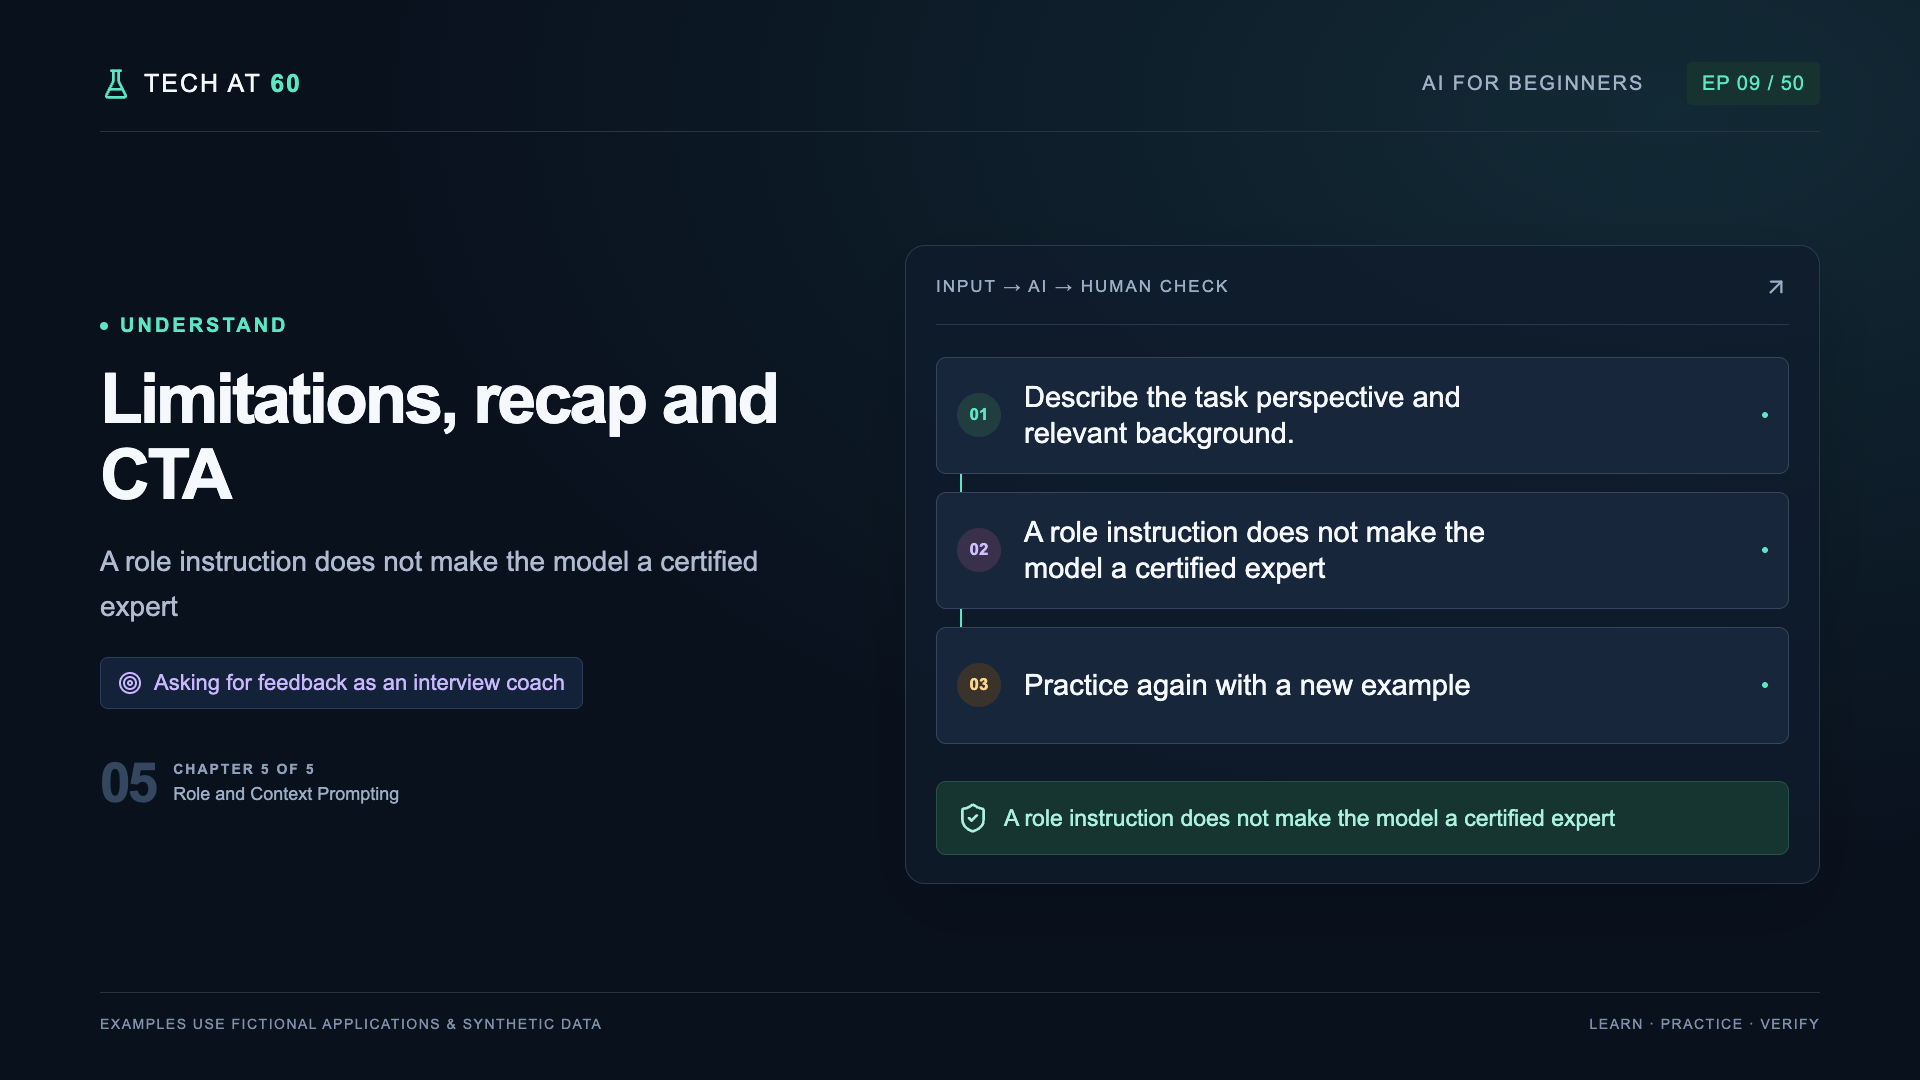 TECH AT 60
AI FOR BEGINNERS
EP 09 / 50
UNDERSTAND
Limitations, recap and
CTA
A role instruction does not make the model a certified
expert
Asking for feedback as an interview coach
05
CHAPTER 5 OF 5
Role and Context Prompting
INPUT → AI → HUMAN CHECK
01
Describe the task perspective and
relevant background.
02
A role instruction does not make the
model a certified expert
03
Practice again with a new example
A role instruction does not make the model a certified expert
EXAMPLES USE FICTIONAL APPLICATIONS & SYNTHETIC DATA
LEARN · PRACTICE · VERIFY